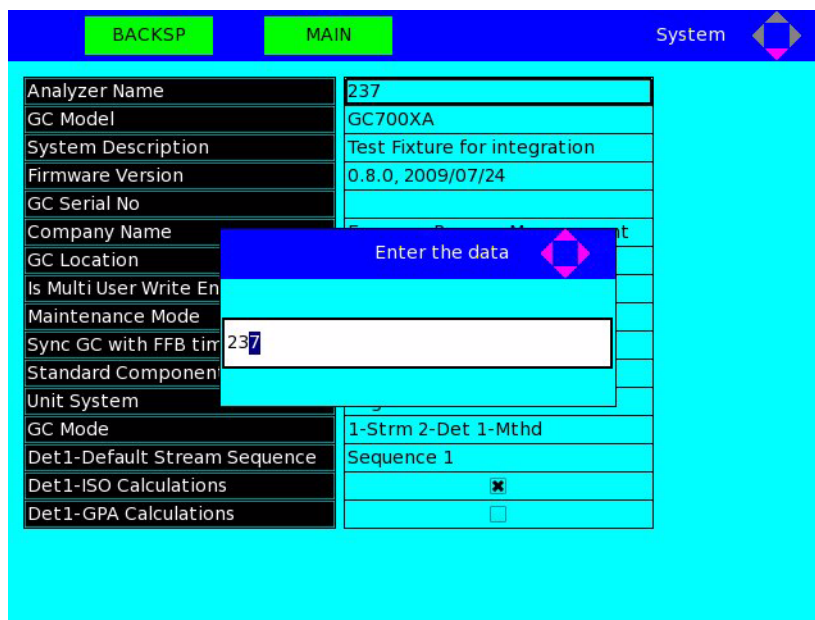 BACKSP MAIN System
Analyzer Name 237
GC Model GC700XA
System Description Test Fixture for integration
Firmware Version 0.8.0, 2009/07/24
GC Serial No
Company Name
GC Location
Enter the data
Is Multi User Write En
Maintenance Mode
Sync GC with FFB tim
237
Standard Componen
Unit System
GC Mode 1-Strm 2-Det 1-Mthd
Det1-Default Stream Sequence Sequence 1
Det1-ISO Calculations
Det1-GPA Calculations